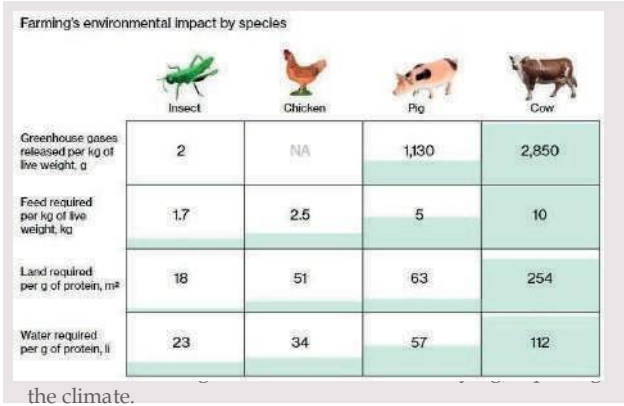 Farming's environmental impact by species
Insect Chicken Pig Cow
Greenhouse gases
released per kg of
live weight, g
2 NA 1,130 2,850
Feed required
per kg of live
weight, kg
1.7 2.5 5 10
Land required
per g of protein, m²
18 51 63 254
Water required
per g of protein, li
23 34 57 112
the climate.